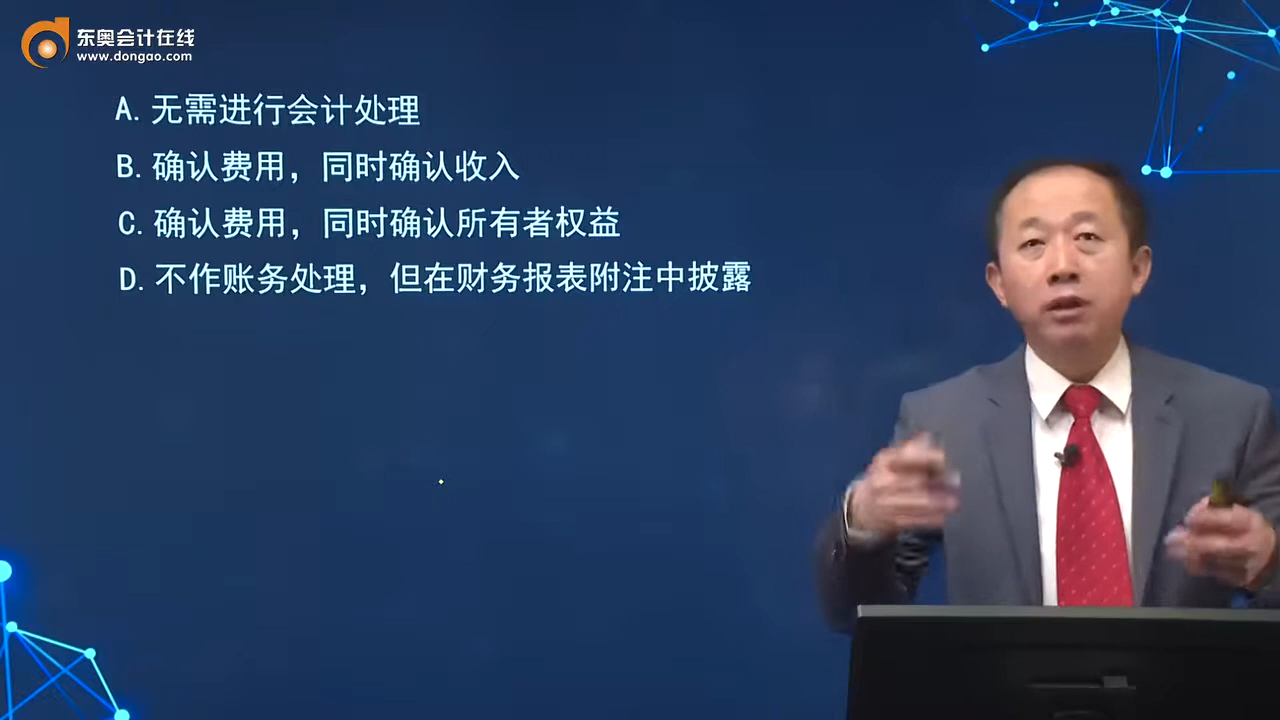 东奥会计在线
www.dongao.com
A. 无需进行会计处理
B. 确认费用，同时确认收入
C. 确认费用，同时确认所有者权益
D. 不作账务处理，但在财务报表附注中披露